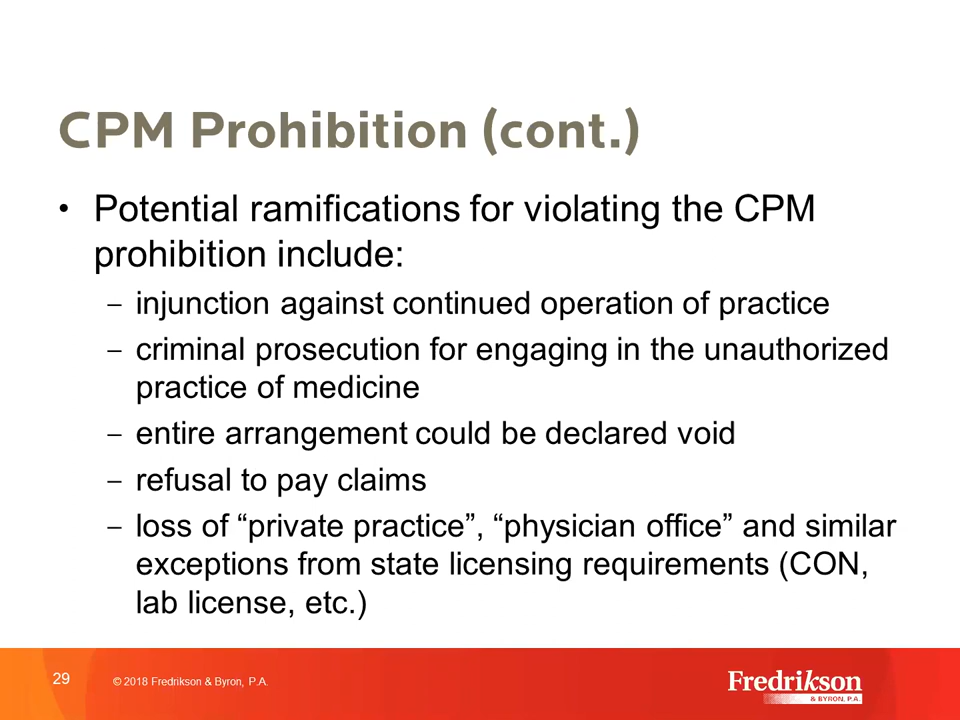 CPM Prohibition (cont.)
• Potential ramifications for violating the CPM
prohibition include:
– injunction against continued operation of practice
– criminal prosecution for engaging in the unauthorized
practice of medicine
– entire arrangement could be declared void
– refusal to pay claims
– loss of “private practice”, “physician office” and similar
exceptions from state licensing requirements (CON,
lab license, etc.)
29
© 2018 Fredrikson & Byron, P.A.
Fredrikson
& BYRON, P.A.